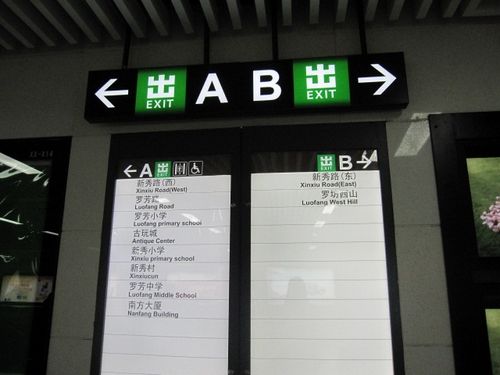 ← 出 EXIT A B 出 EXIT →
← A 出 EXIT
新秀路(西)
Xinxiu Road(West)
罗芳路
Luofang Road
罗芳小学
Luofang primary school
古玩城
Antique Center
新秀小学
Xinxiu primary school
新秀村
Xinxiucun
罗芳中学
Luofang Middle School
南方大厦
Nanfang Building
出 EXIT B →
新秀路(东)
Xinxiu Road(East)
罗芳西山
Luofang West Hill